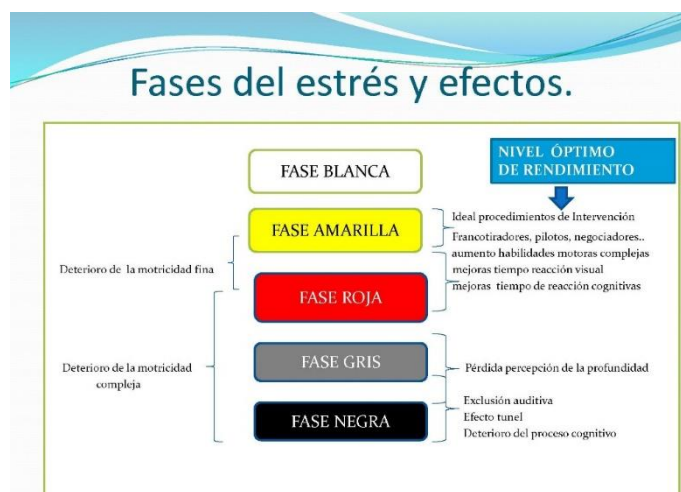 Fases del estrés y efectos.
NIVEL ÓPTIMO
DE RENDIMIENTO
FASE BLANCA
FASE AMARILLA
Ideal procedimientos de Intervención
Francotiradores, pilotos, negociadores..
aumento habilidades motoras complejas
mejoras tiempo reacción visual
mejoras tiempo de reacción cognitivas
Deterioro de la motricidad fina
FASE ROJA
Deterioro de la motricidad
compleja
FASE GRIS
Pérdida percepción de la profundidad
FASE NEGRA
Exclusión auditiva
Efecto tunel
Deterioro del proceso cognitivo